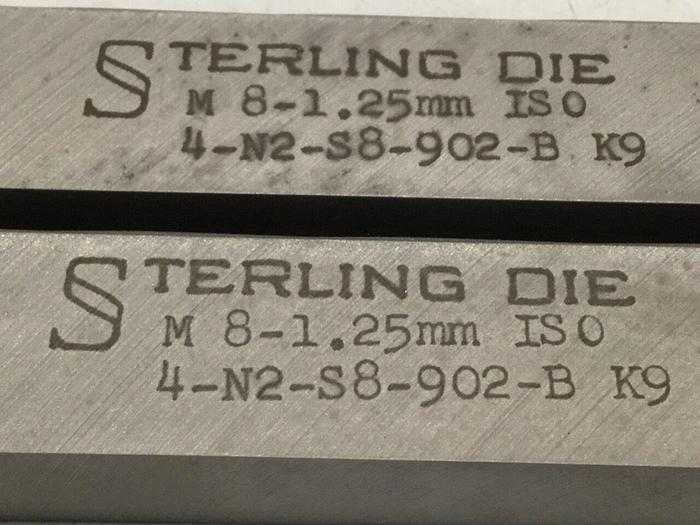 STERLING DIE
M 8-1.25mm ISO
4-N2-S8-902-B K9
STERLING DIE
M 8-1.25mm ISO
4-N2-S8-902-B K9